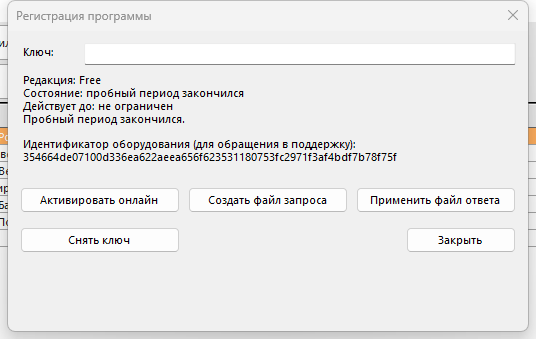 Регистрация программы
Ключ:
Редакция: Free
Состояние: пробный период закончился
Действует до: не ограничен
Пробный период закончился.
Идентификатор оборудования (для обращения в поддержку):
354664de07100d336ea622aeea656f623531180753fc2971f3af4bdf7b78f75f
Активировать онлайн
Создать файл запроса
Применить файл ответа
Снять ключ
Закрыть